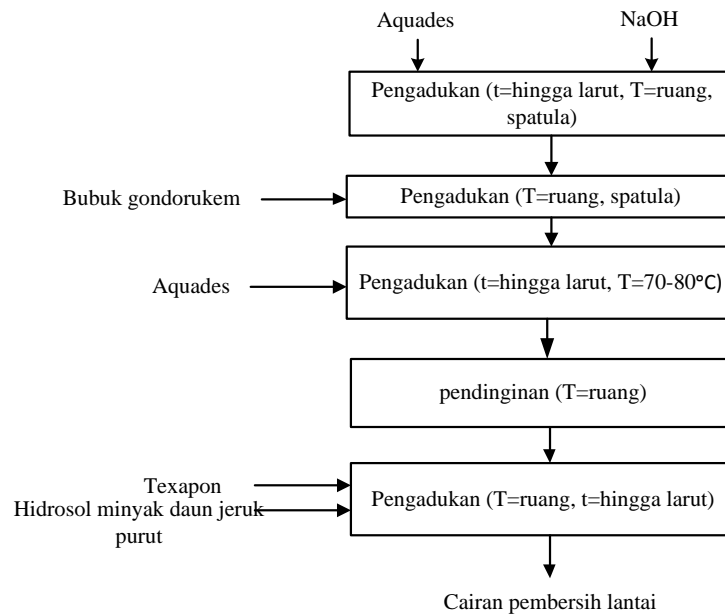 Aquades
NaOH
Pengadukan (t=hingga larut, T=ruang,
spatula)
Bubuk gondorukem
Pengadukan (T=ruang, spatula)
Aquades
Pengadukan (t=hingga larut, T=70-80°C)
pendinginan (T=ruang)
Texapon
Hidrosol minyak daun jeruk
purut
Pengadukan (T=ruang, t=hingga larut)
Cairan pembersih lantai